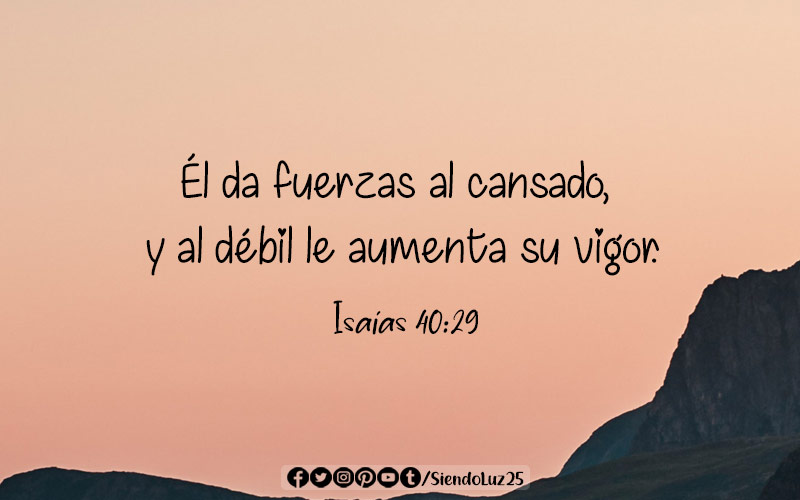 Él da fuerzas al cansado,
y al débil le aumenta su vigor.
Isaías 40:29
/SiendoLuz25